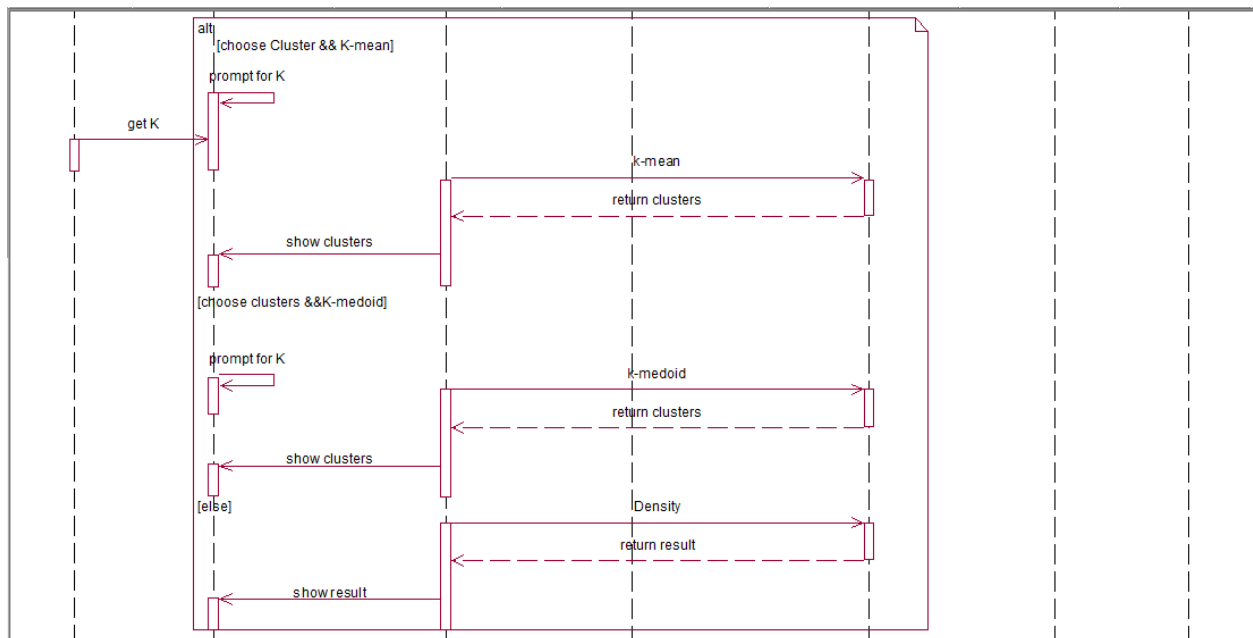 alt
[choose Cluster && K-mean]
prompt for K
get K
k-mean
return clusters
show clusters
[choose clusters &&K-medoid]
prompt for K
k-medoid
return clusters
show clusters
[else]
Density
return result
show result